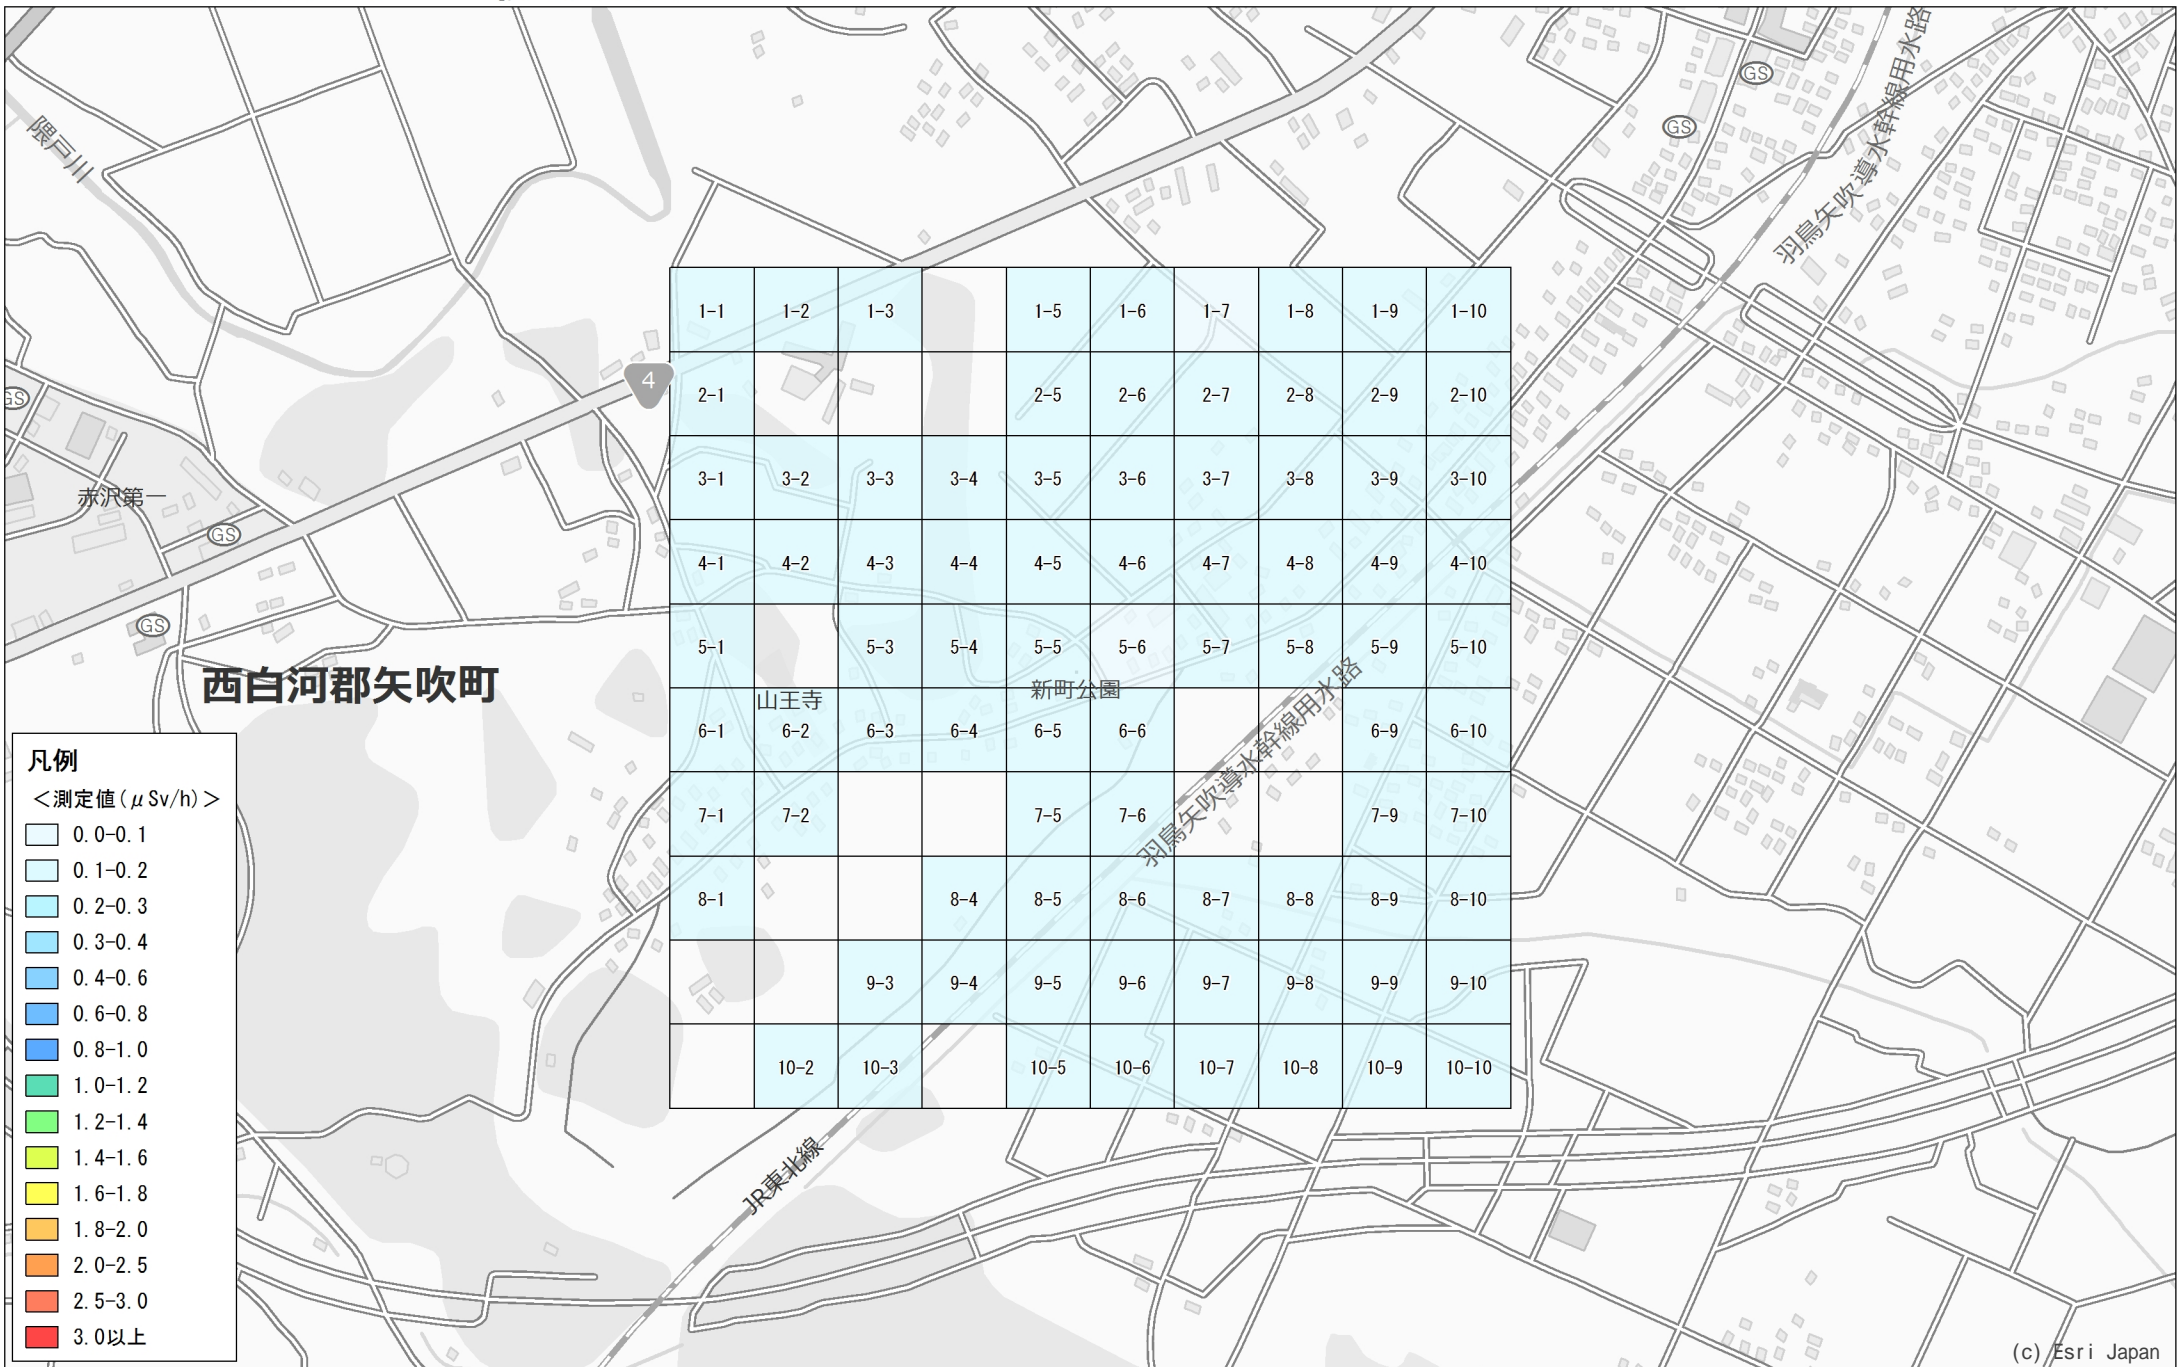 隈戸川
GS
GS
羽鳥矢吹導水幹線用水路
4
GS
赤沢第一
GS
GS
西白河郡矢吹町
山王寺
新町公園
羽鳥矢吹導水幹線用水路
JR東北線
1-1 1-2 1-3 1-5 1-6 1-7 1-8 1-9 1-10
2-1 2-5 2-6 2-7 2-8 2-9 2-10
3-1 3-2 3-3 3-4 3-5 3-6 3-7 3-8 3-9 3-10
4-1 4-2 4-3 4-4 4-5 4-6 4-7 4-8 4-9 4-10
5-1 5-3 5-4 5-5 5-6 5-7 5-8 5-9 5-10
6-1 6-2 6-3 6-4 6-5 6-6 6-9 6-10
7-1 7-2 7-5 7-6 7-9 7-10
8-1 8-4 8-5 8-6 8-7 8-8 8-9 8-10
9-3 9-4 9-5 9-6 9-7 9-8 9-9 9-10
10-2 10-3 10-5 10-6 10-7 10-8 10-9 10-10
凡例
＜測定値(μSv/h)＞
0.0-0.1
0.1-0.2
0.2-0.3
0.3-0.4
0.4-0.6
0.6-0.8
0.8-1.0
1.0-1.2
1.2-1.4
1.4-1.6
1.6-1.8
1.8-2.0
2.0-2.5
2.5-3.0
3.0以上
(c) Esri Japan